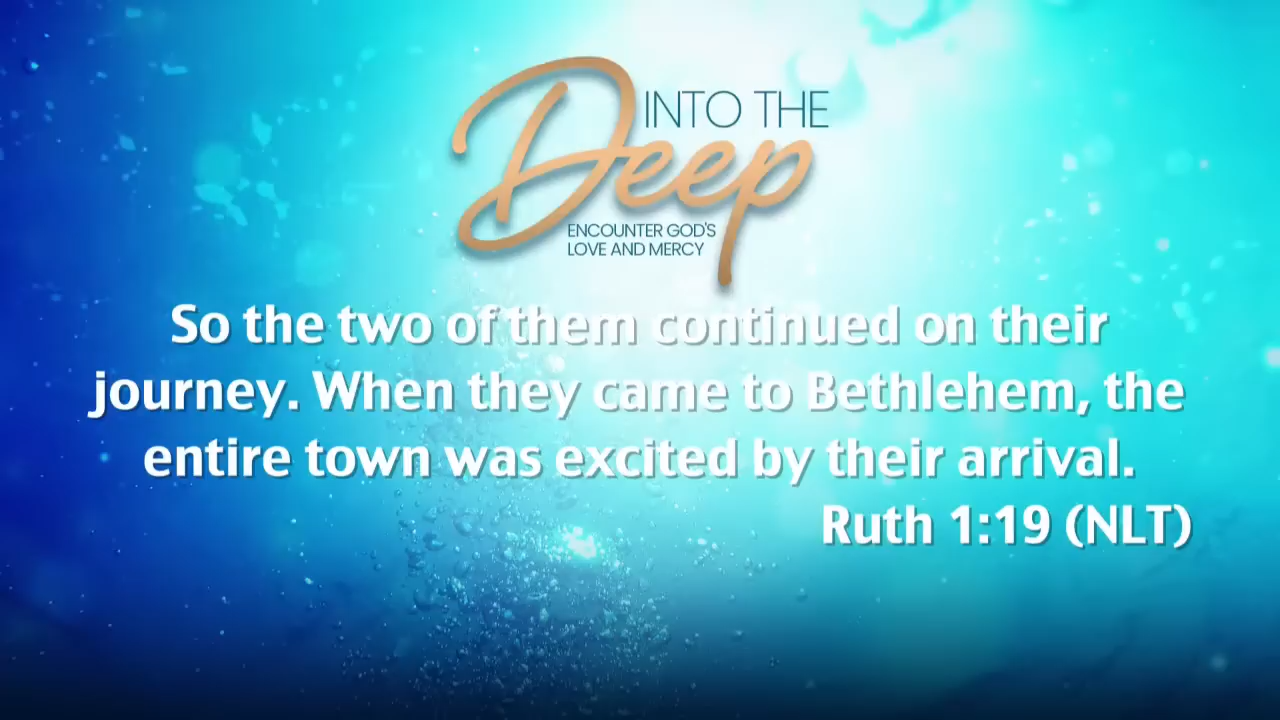 INTO THE
Deep
ENCOUNTER GOD'S
LOVE AND MERCY
So the two of them continued on their
journey. When they came to Bethlehem, the
entire town was excited by their arrival.
Ruth 1:19 (NLT)